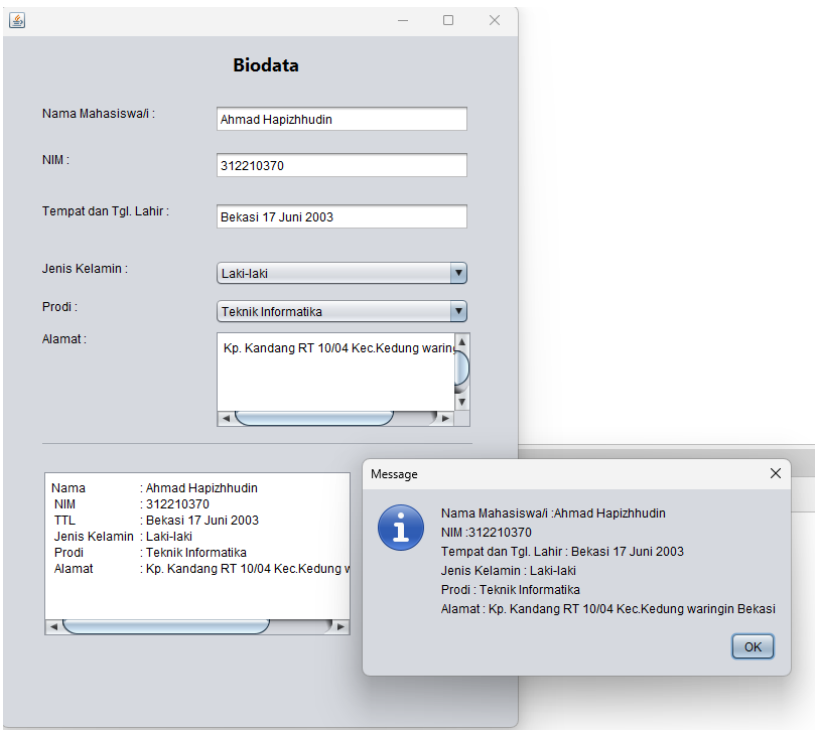 Biodata
Nama Mahasiswa/i : Ahmad Hapizhhudin
NIM : 312210370
Tempat dan Tgl. Lahir : Bekasi 17 Juni 2003
Jenis Kelamin : Laki-laki
Prodi : Teknik Informatika
Alamat : Kp. Kandang RT 10/04 Kec.Kedung waring
Nama : Ahmad Hapizhhudin
NIM : 312210370
TTL : Bekasi 17 Juni 2003
Jenis Kelamin : Laki-laki
Prodi : Teknik Informatika
Alamat : Kp. Kandang RT 10/04 Kec.Kedung w
Message
Nama Mahasiswa/i :Ahmad Hapizhhudin
NIM :312210370
Tempat dan Tgl. Lahir : Bekasi 17 Juni 2003
Jenis Kelamin : Laki-laki
Prodi : Teknik Informatika
Alamat : Kp. Kandang RT 10/04 Kec.Kedung waringin Bekasi
OK